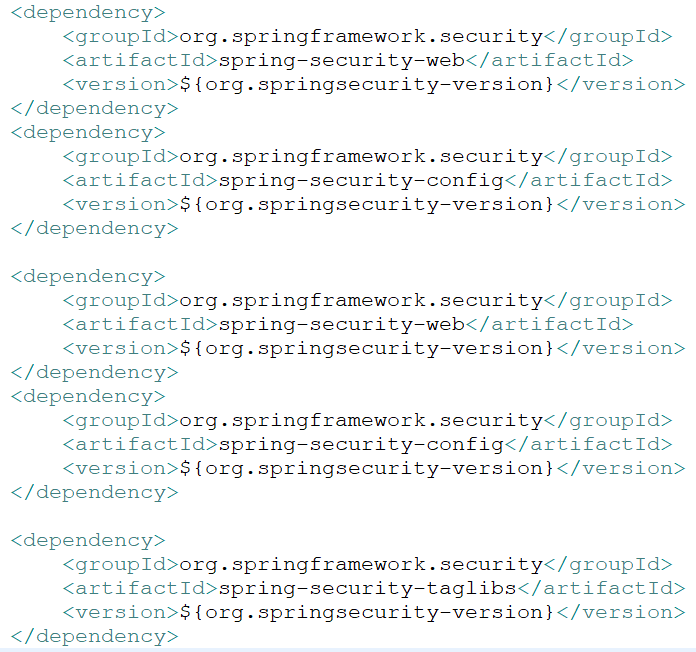 <dependency>
    <groupId>org.springframework.security</groupId>
    <artifactId>spring-security-web</artifactId>
    <version>${org.springsecurity-version}</version>
</dependency>
<dependency>
    <groupId>org.springframework.security</groupId>
    <artifactId>spring-security-config</artifactId>
    <version>${org.springsecurity-version}</version>
</dependency>

<dependency>
    <groupId>org.springframework.security</groupId>
    <artifactId>spring-security-web</artifactId>
    <version>${org.springsecurity-version}</version>
</dependency>
<dependency>
    <groupId>org.springframework.security</groupId>
    <artifactId>spring-security-config</artifactId>
    <version>${org.springsecurity-version}</version>
</dependency>

<dependency>
    <groupId>org.springframework.security</groupId>
    <artifactId>spring-security-taglibs</artifactId>
    <version>${org.springsecurity-version}</version>
</dependency>